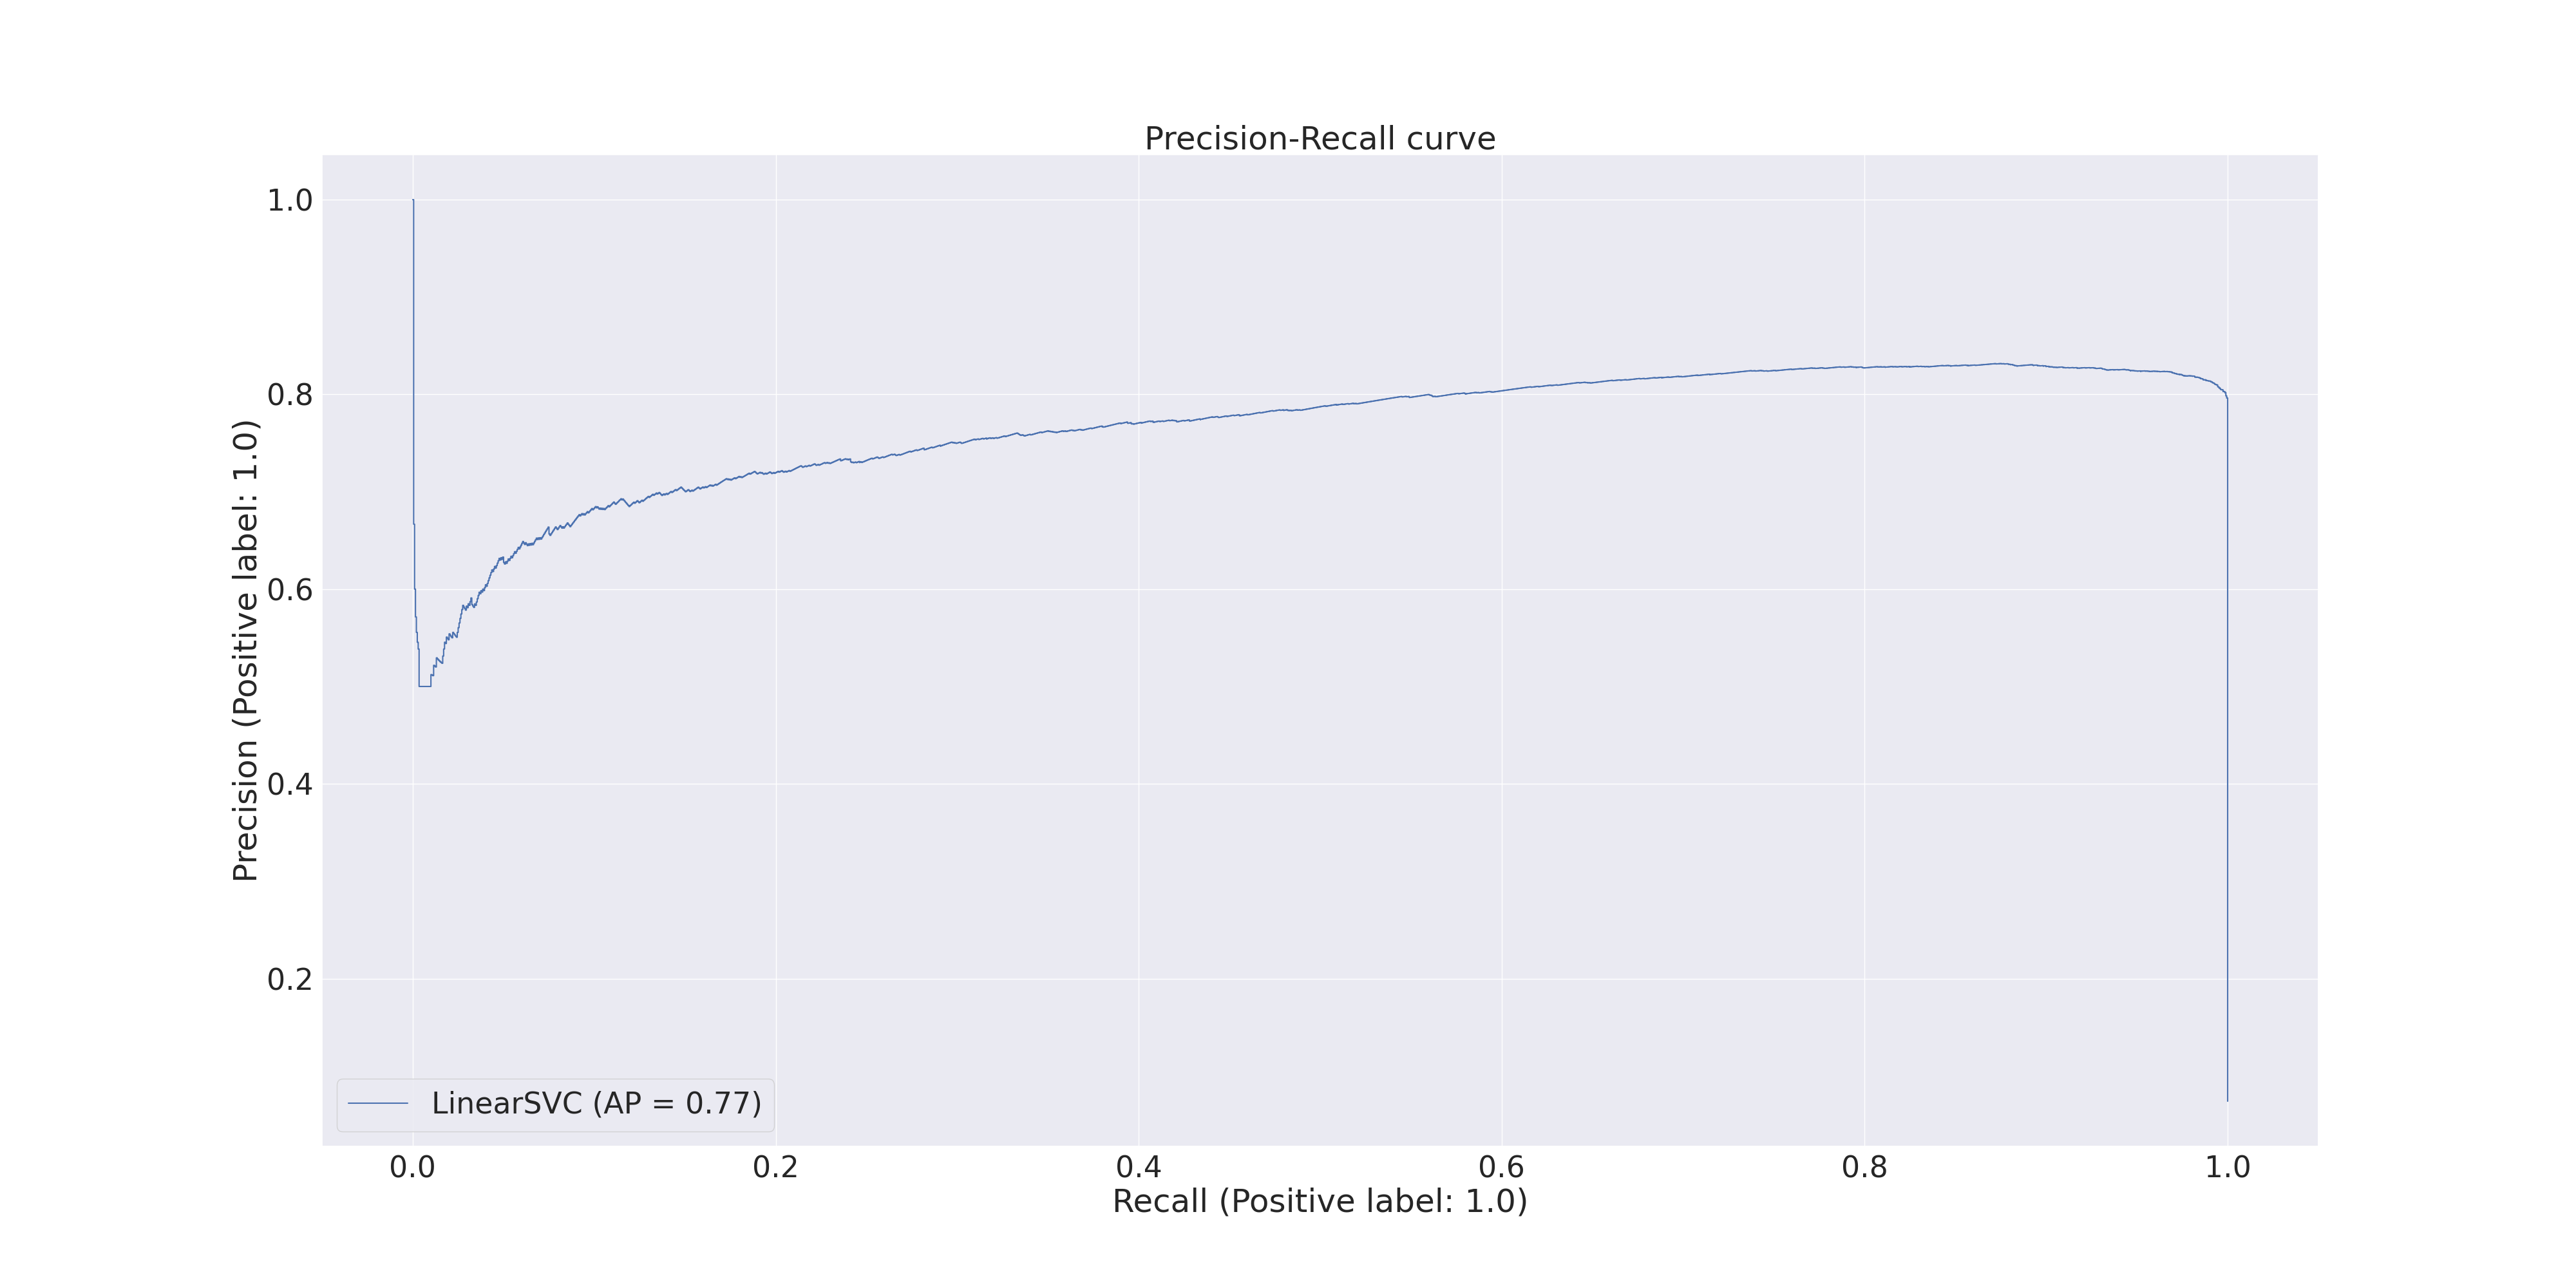 Precision-Recall curve
1.0
0.8
0.6
0.4
0.2
Precision (Positive label: 1.0)
LinearSVC (AP = 0.77)
0.0 0.2 0.4 0.6 0.8 1.0
Recall (Positive label: 1.0)